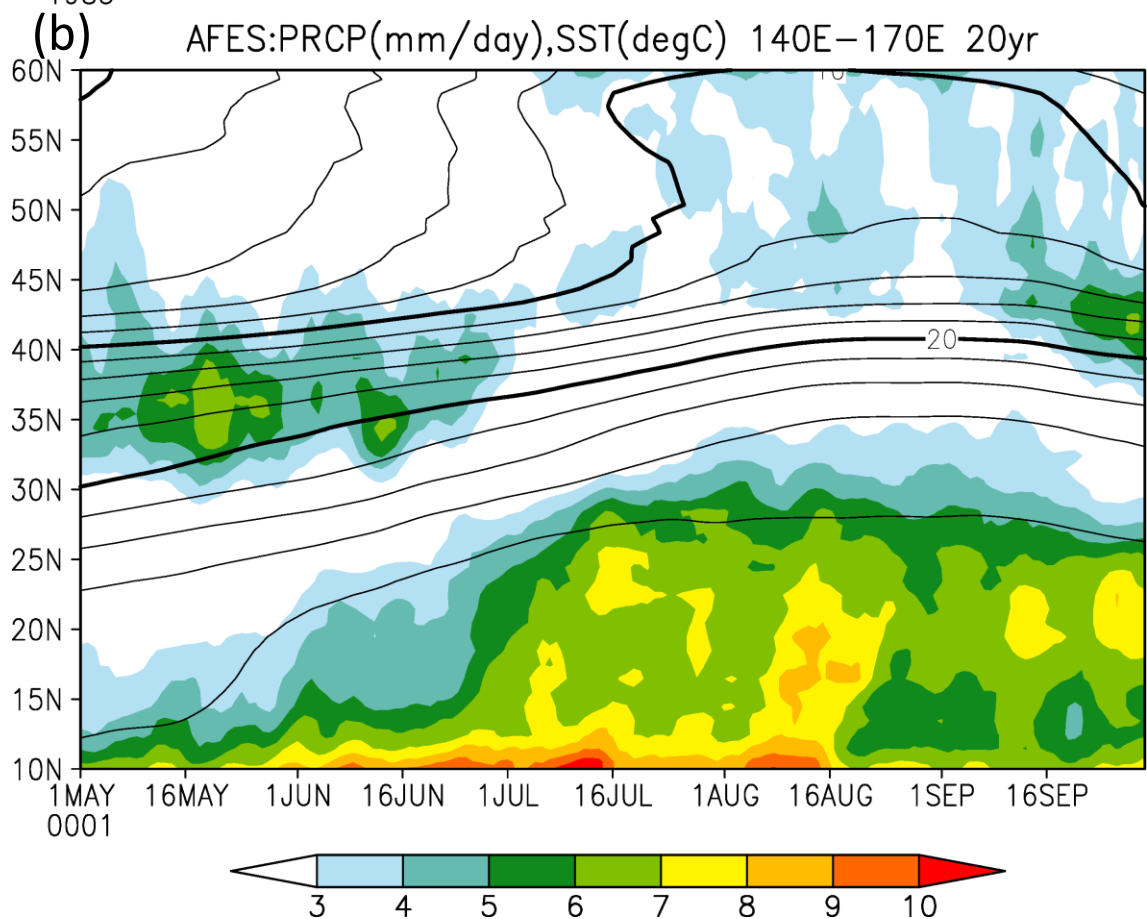 (b) AFES:PRCP(mm/day),SST(degC) 140E-170E 20yr
60N
55N
50N
45N
40N
35N
30N
25N
20N
15N
10N
20
1MAY 16MAY 1JUN 16JUN 1JUL 16JUL 1AUG 16AUG 1SEP 16SEP
0001
3 4 5 6 7 8 9 10